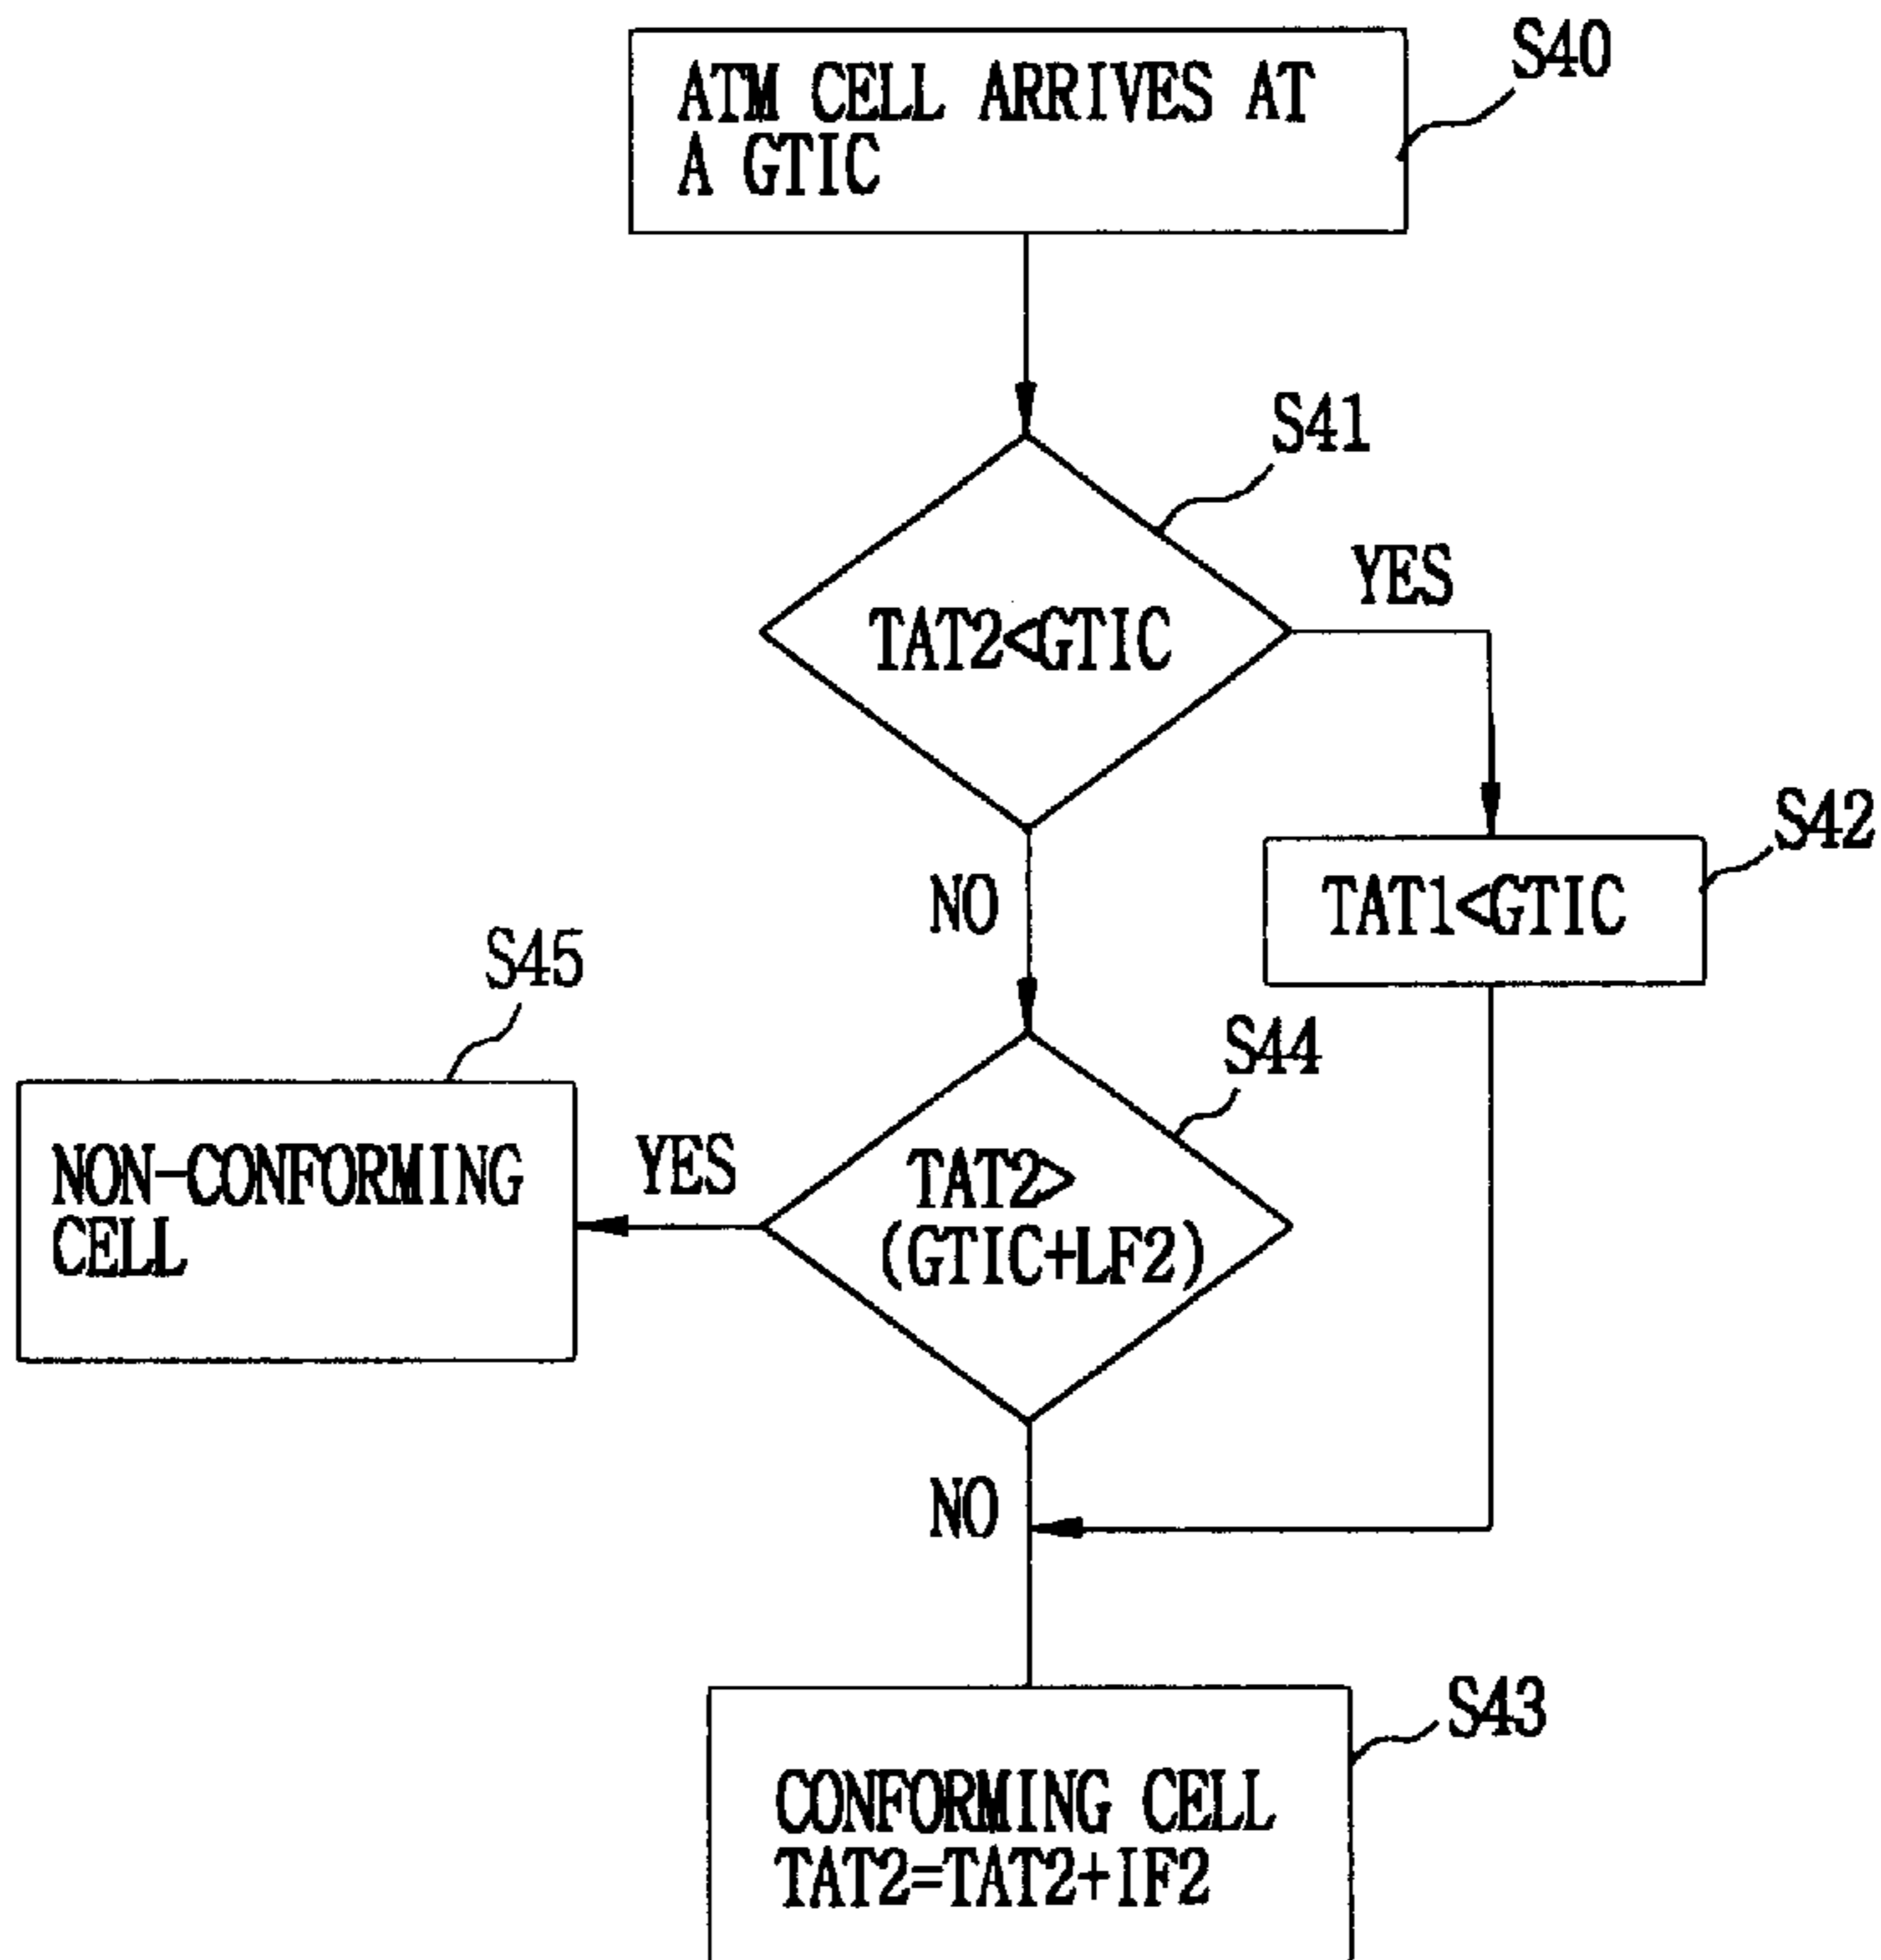 S40
ATM CELL ARRIVES AT
A GTIC
S41
TAT2<GTIC
YES
S42
TAT1<GTIC
NO
S45
NON-CONFORMING
CELL
YES
S44
TAT2>
(GTIC+LF2)
NO
S43
CONFORMING CELL
TAT2=TAT2+IF2